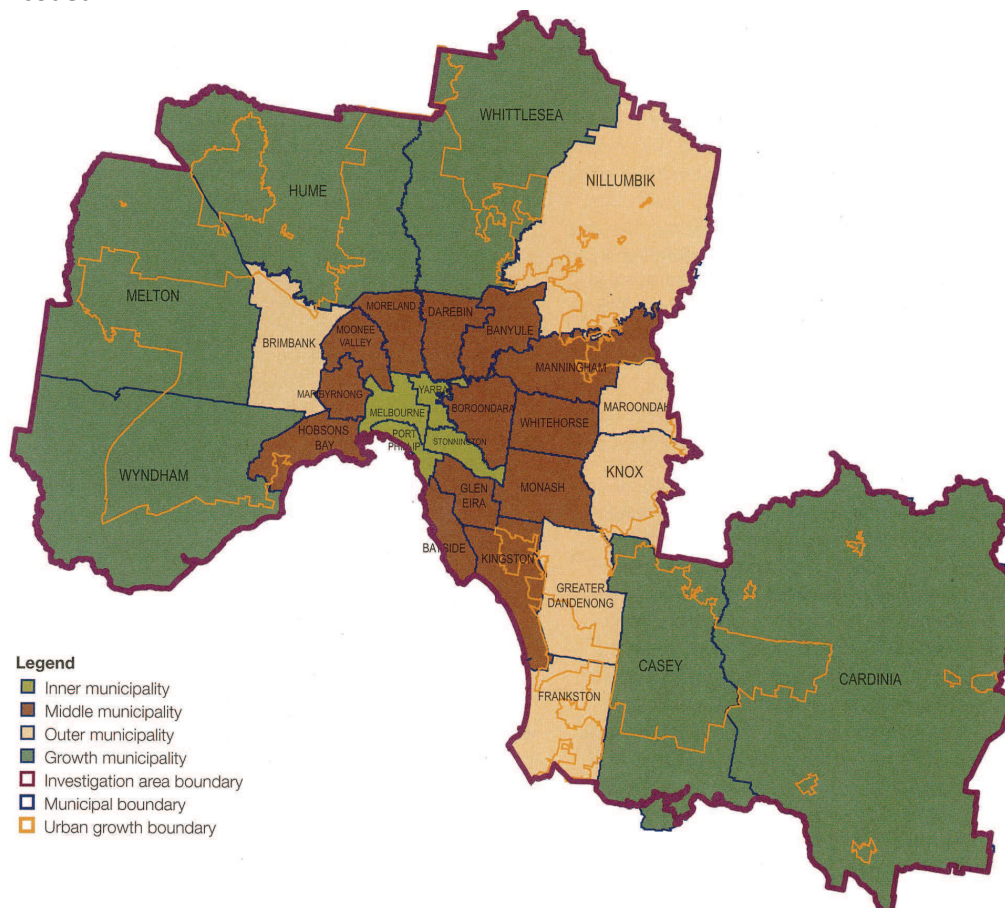 WHITTLESEA
NILLUMBIK
HUME
MELTON
MORELAND
DAREBIN
BANYULE
MOONEE
VALLEY
BRIMBANK
MANNINGHAM
MARIBYRNONG
YARRA
MELBOURNE
BOROONDARA
MAROONDAH
WHITEHORSE
HOBSONS
BAY
PORT
PHILLIP
STONNINGTON
WYNDHAM
KNOX
GLEN
EIRA
MONASH
BAYSIDE
KINGSTON
GREATER
DANDENONG
CASEY
CARDINIA
FRANKSTON
Legend
Inner municipality
Middle municipality
Outer municipality
Growth municipality
Investigation area boundary
Municipal boundary
Urban growth boundary